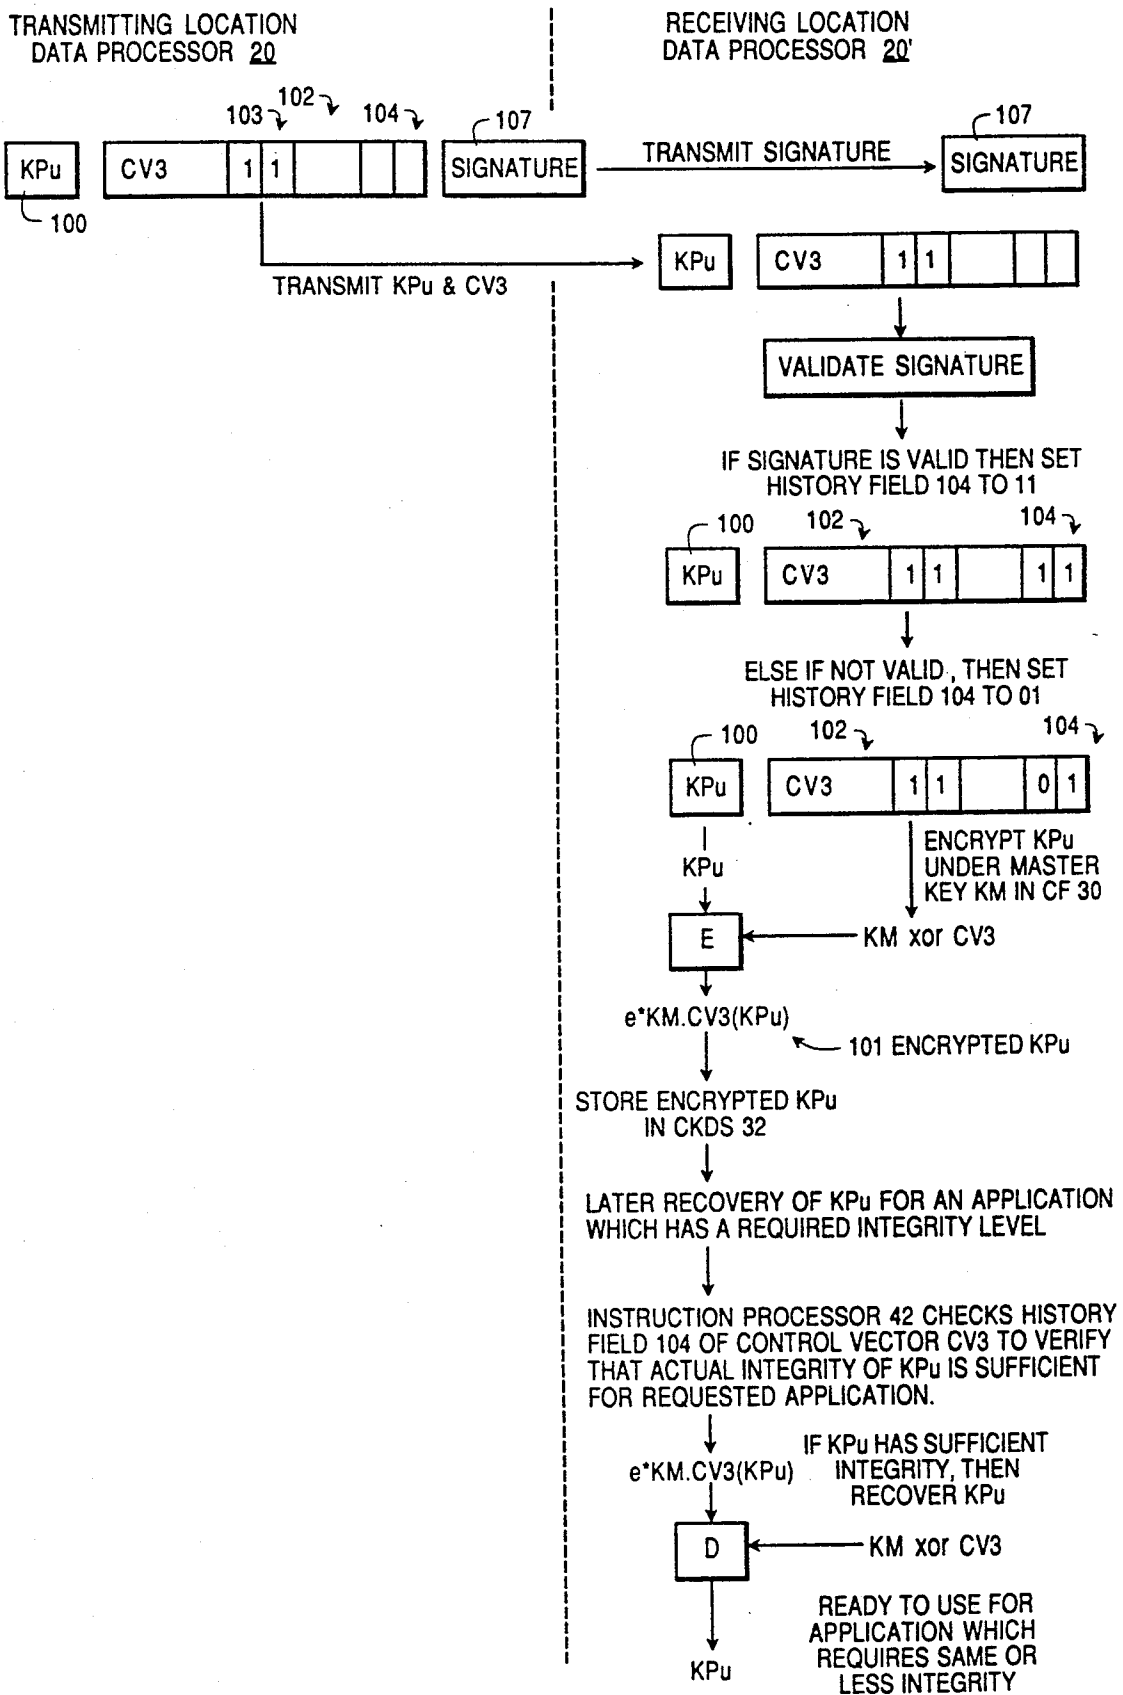 TRANSMITTING LOCATION
DATA PROCESSOR 20
RECEIVING LOCATION
DATA PROCESSOR 20'
103
102
104
107
107
KPu
CV3
1
1
SIGNATURE
TRANSMIT SIGNATURE
SIGNATURE
100
TRANSMIT KPu & CV3
KPu
CV3
1
1
VALIDATE SIGNATURE
IF SIGNATURE IS VALID THEN SET
HISTORY FIELD 104 TO 11
100
102
104
KPu
CV3
1
1
1
1
ELSE IF NOT VALID, THEN SET
HISTORY FIELD 104 TO 01
100
102
104
KPu
CV3
1
1
0
1
KPu
ENCRYPT KPu
UNDER MASTER
KEY KM IN CF 30
E
KM xor CV3
e*KM.CV3(KPu)
101 ENCRYPTED KPu
STORE ENCRYPTED KPu
IN CKDS 32
LATER RECOVERY OF KPu FOR AN APPLICATION
WHICH HAS A REQUIRED INTEGRITY LEVEL
INSTRUCTION PROCESSOR 42 CHECKS HISTORY
FIELD 104 OF CONTROL VECTOR CV3 TO VERIFY
THAT ACTUAL INTEGRITY OF KPu IS SUFFICIENT
FOR REQUESTED APPLICATION.
e*KM.CV3(KPu)
IF KPu HAS SUFFICIENT
INTEGRITY, THEN
RECOVER KPu
D
KM xor CV3
KPu
READY TO USE FOR
APPLICATION WHICH
REQUIRES SAME OR
LESS INTEGRITY